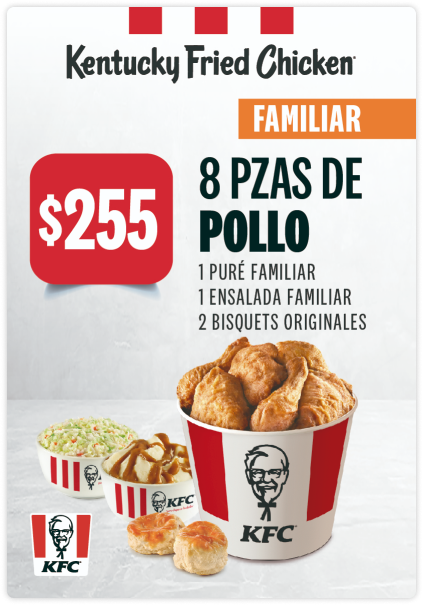 Kentucky Fried Chicken
FAMILIAR
$255
8 PZAS DE
POLLO
1 PURÉ FAMILIAR
1 ENSALADA FAMILIAR
2 BISQUETS ORIGINALES
KFC
KFC
KFC
KFC